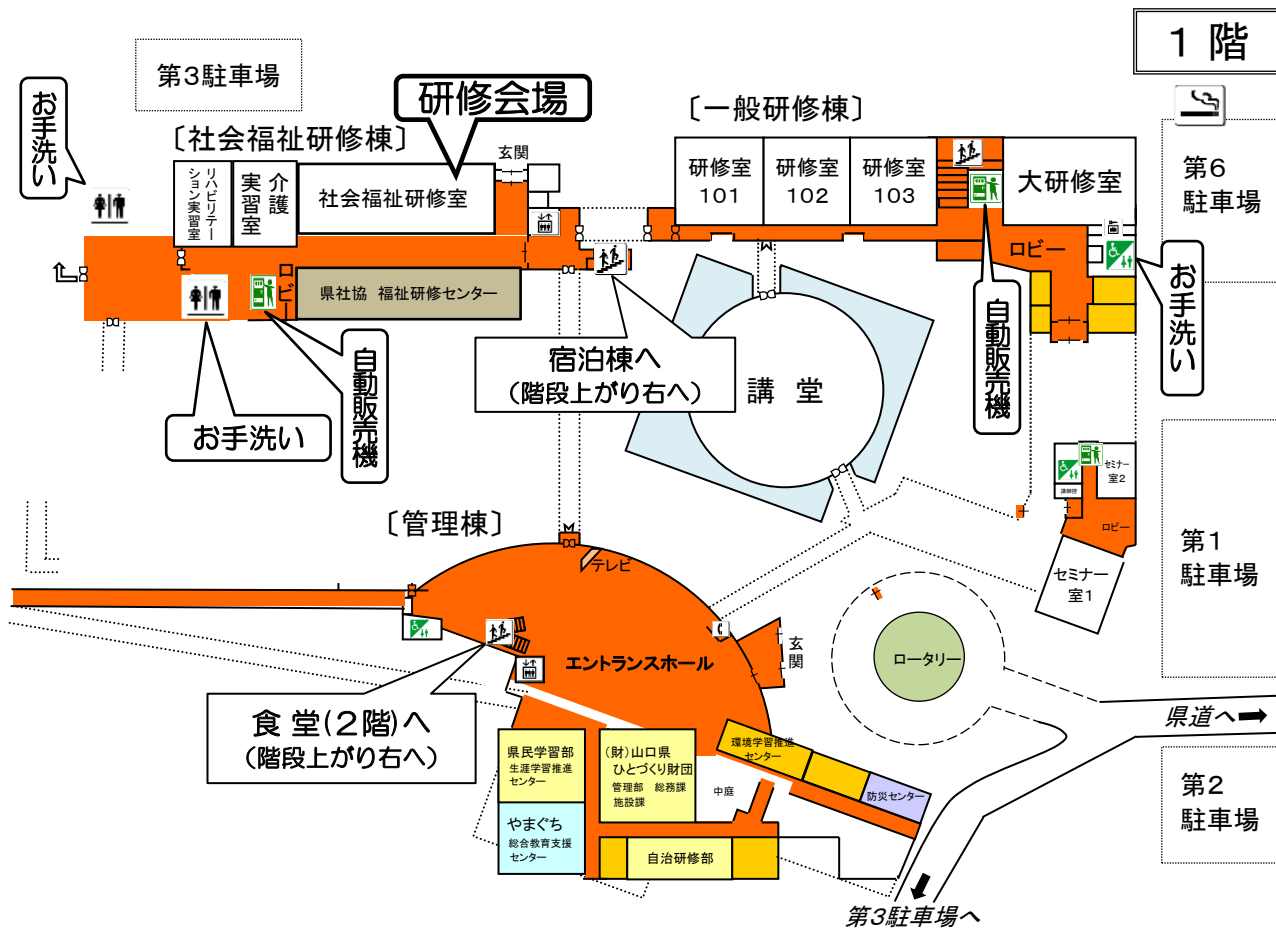 1階
第3駐車場
お手洗い
研修会場
〔社会福祉研修棟〕
〔一般研修棟〕
玄関
リハビリテー
ション実習室
介護
実習室
社会福祉研修室
研修室
101
研修室
102
研修室
103
大研修室
第6
駐車場
ロビー
ロビー
県社協 福祉研修センター
お手洗い
自動販売機
宿泊棟へ
(階段上がり右へ)
講 堂
自動販売機
お手洗い
セミナー
室2
講師控
ロビー
セミナー
室1
第1
駐車場
〔管理棟〕
テレビ
エントランスホール
玄関
ロータリー
県道へ➡
食 堂(2階)へ
(階段上がり右へ)
県民学習部
生涯学習推進
センター
(財)山口県
ひとづくり財団
管理部 総務課
施設課
環境学習推進
センター
中庭
防災センター
やまぐち
総合教育支援
センター
自治研修部
第2
駐車場
第3駐車場へ